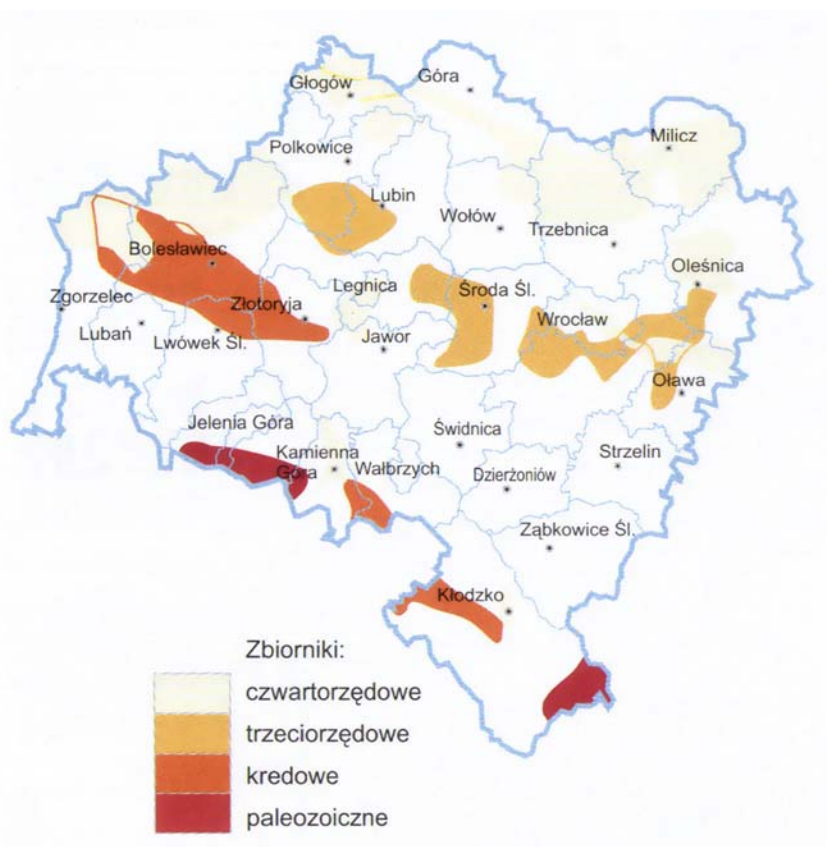 Góra
Głogów
Milicz
Polkowice
Lubin
Wołów
Trzebnica
Bolesławiec
Oleśnica
Legnica
Środa Śl.
Zgorzelec
Złotoryja
Wrocław
Lubań
Lwówek Śl.
Jawor
Oława
Jelenia Góra
Świdnica
Kamienna
Góra
Wałbrzych
Strzelin
Dzierżoniów
Ząbkowice Śl.
Kłodzko
Zbiorniki:
czwartorzędowe
trzeciorzędowe
kredowe
paleozoiczne